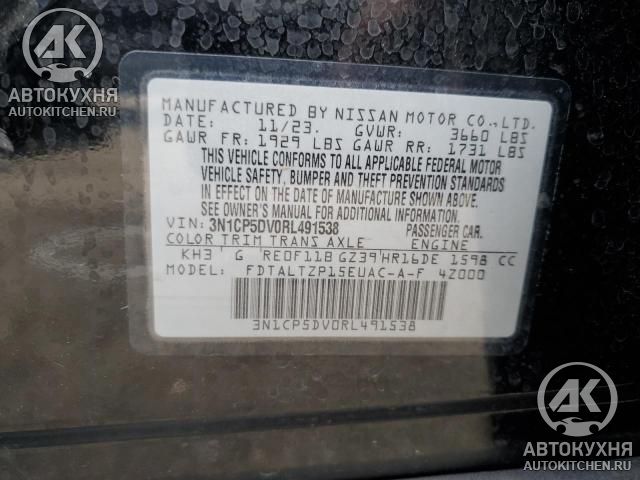 AK
АВТОКУХНЯ
AUTOKITCHEN.RU
MANUFACTURED BY NISSAN MOTOR CO.,LTD.
DATE: 11/23. GVWR: 3660 LBS
GAWR FR: 1929 LBS GAWR RR: 1731 LBS
THIS VEHICLE CONFORMS TO ALL APPLICABLE FEDERAL MOTOR
VEHICLE SAFETY, BUMPER AND THEFT PREVENTION STANDARDS
IN EFFECT ON THE DATE OF MANUFACTURE SHOWN ABOVE.
SEE OWNER'S MANUAL FOR ADDITIONAL INFORMATION.
VIN: 3N1CP5DV0RL491538 PASSENGER CAR.
COLOR TRIM TRANS AXLE ENGINE
KH3 G RE0F11B GZ39 HR16DE 1598 CC
FDTALTZP15EUAC-A-F 4Z000
3N1CP5DV0RL491538
AK
АВТОКУХНЯ
AUTOKITCHEN.RU